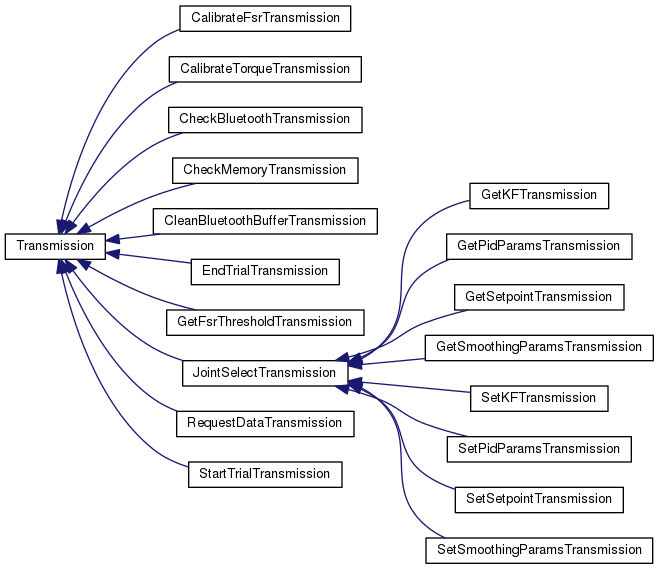 CalibrateFsrTransmission
CalibrateTorqueTransmission
CheckBluetoothTransmission
CheckMemoryTransmission
CleanBluetoothBufferTransmission
Transmission
EndTrialTransmission
GetFsrThresholdTransmission
JointSelectTransmission
RequestDataTransmission
StartTrialTransmission
GetKFTransmission
GetPidParamsTransmission
GetSetpointTransmission
GetSmoothingParamsTransmission
SetKFTransmission
SetPidParamsTransmission
SetSetpointTransmission
SetSmoothingParamsTransmission